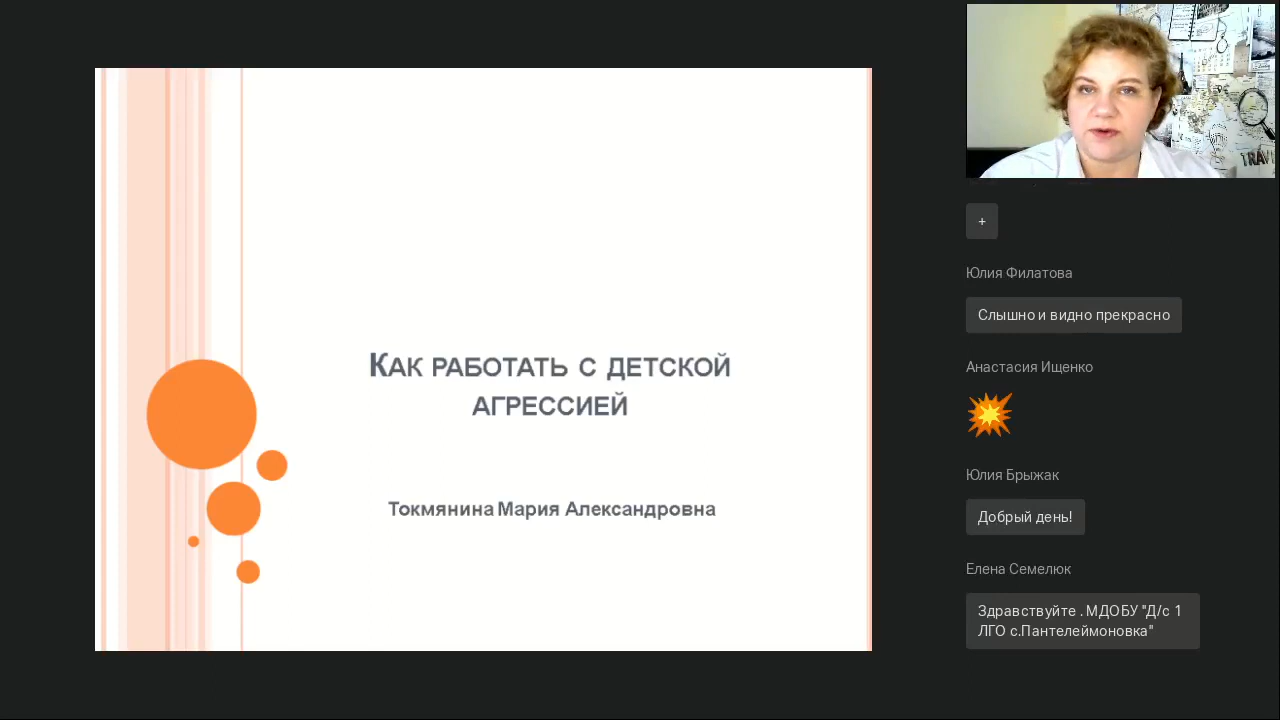 Как работать с детской
агрессией
Токмянина Мария Александровна
TRAVE
+
Юлия Филатова
Слышно и видно прекрасно
Анастасия Ищенко
Юлия Брыжак
Добрый день!
Елена Семелюк
Здравствуйте . МДОБУ "Д/с 1
ЛГО с.Пантелеймоновка"